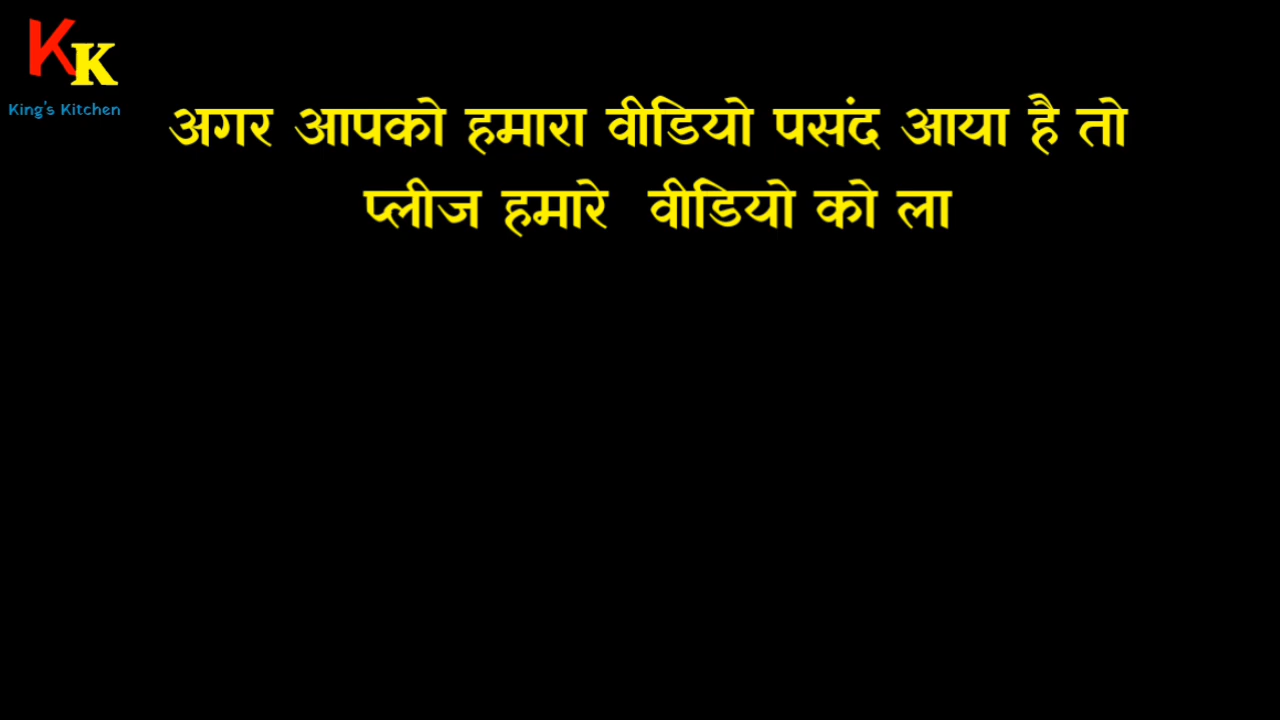 KK
King's Kitchen
अगर आपको हमारा वीडियो पसंद आया है तो
प्लीज हमारे वीडियो को ला